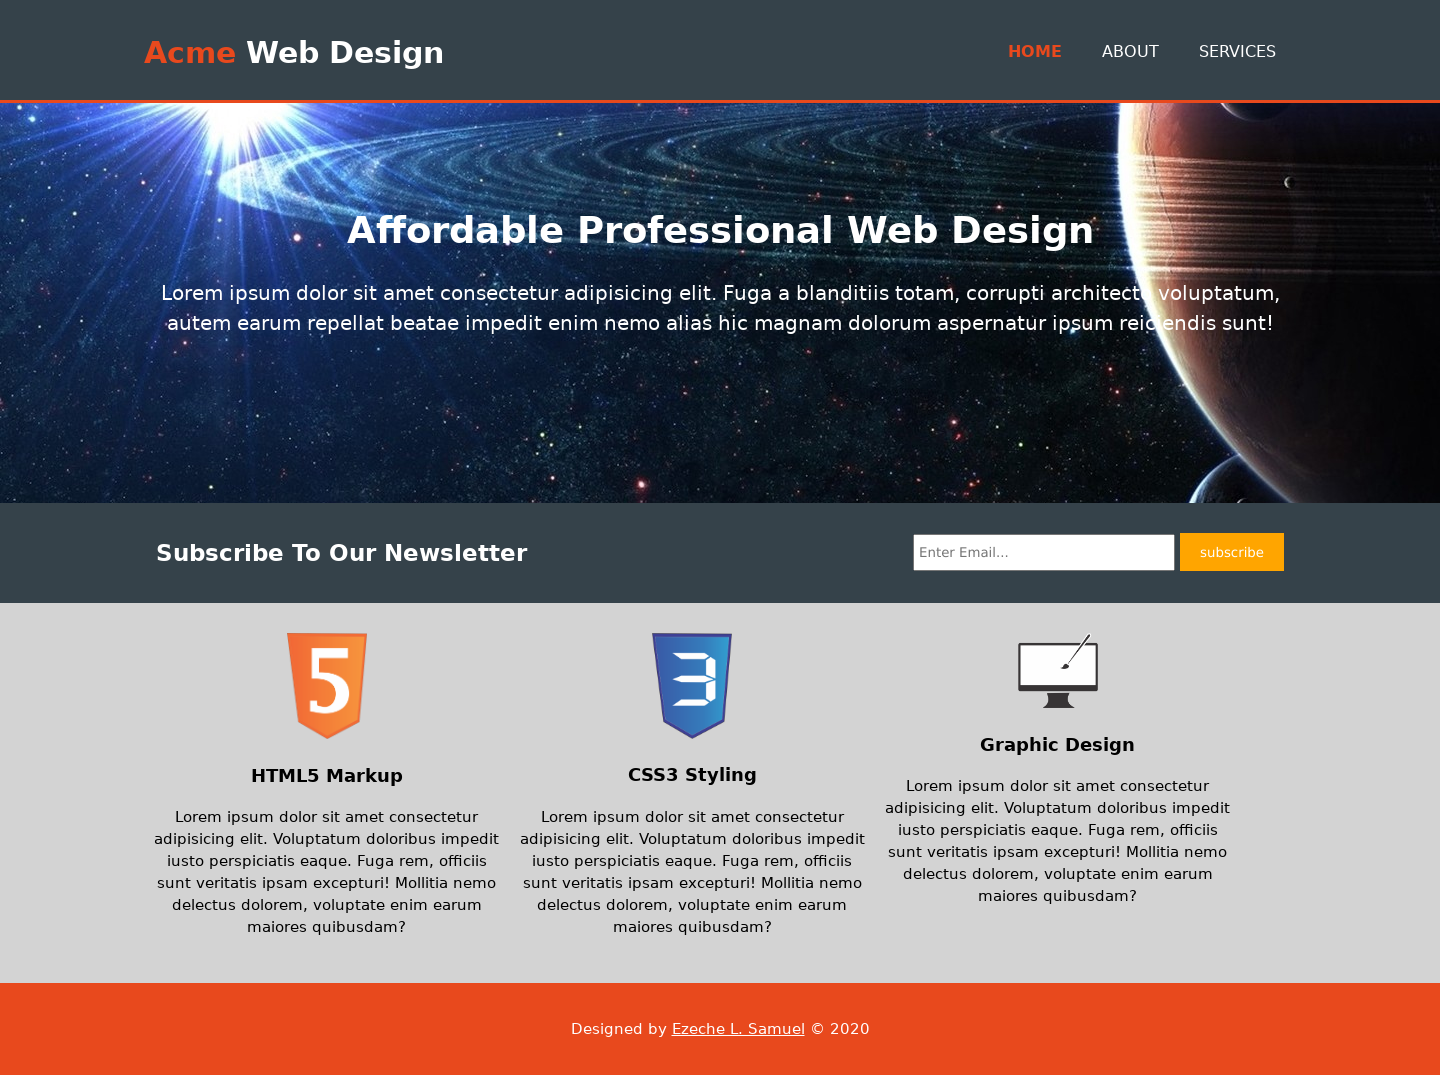 Acme Web Design
HOME ABOUT SERVICES
Affordable Professional Web Design
Lorem ipsum dolor sit amet consectetur adipisicing elit. Fuga a blanditiis totam, corrupti architecto voluptatum,
autem earum repellat beatae impedit enim nemo alias hic magnam dolorum aspernatur ipsum reiciendis sunt!
Subscribe To Our Newsletter
Enter Email...
subscribe
5
HTML5 Markup
Lorem ipsum dolor sit amet consectetur
adipisicing elit. Voluptatum doloribus impedit
iusto perspiciatis eaque. Fuga rem, officiis
sunt veritatis ipsam excepturi! Mollitia nemo
delectus dolorem, voluptate enim earum
maiores quibusdam?
3
CSS3 Styling
Lorem ipsum dolor sit amet consectetur
adipisicing elit. Voluptatum doloribus impedit
iusto perspiciatis eaque. Fuga rem, officiis
sunt veritatis ipsam excepturi! Mollitia nemo
delectus dolorem, voluptate enim earum
maiores quibusdam?
Graphic Design
Lorem ipsum dolor sit amet consectetur
adipisicing elit. Voluptatum doloribus impedit
iusto perspiciatis eaque. Fuga rem, officiis
sunt veritatis ipsam excepturi! Mollitia nemo
delectus dolorem, voluptate enim earum
maiores quibusdam?
Designed by Ezeche L. Samuel © 2020